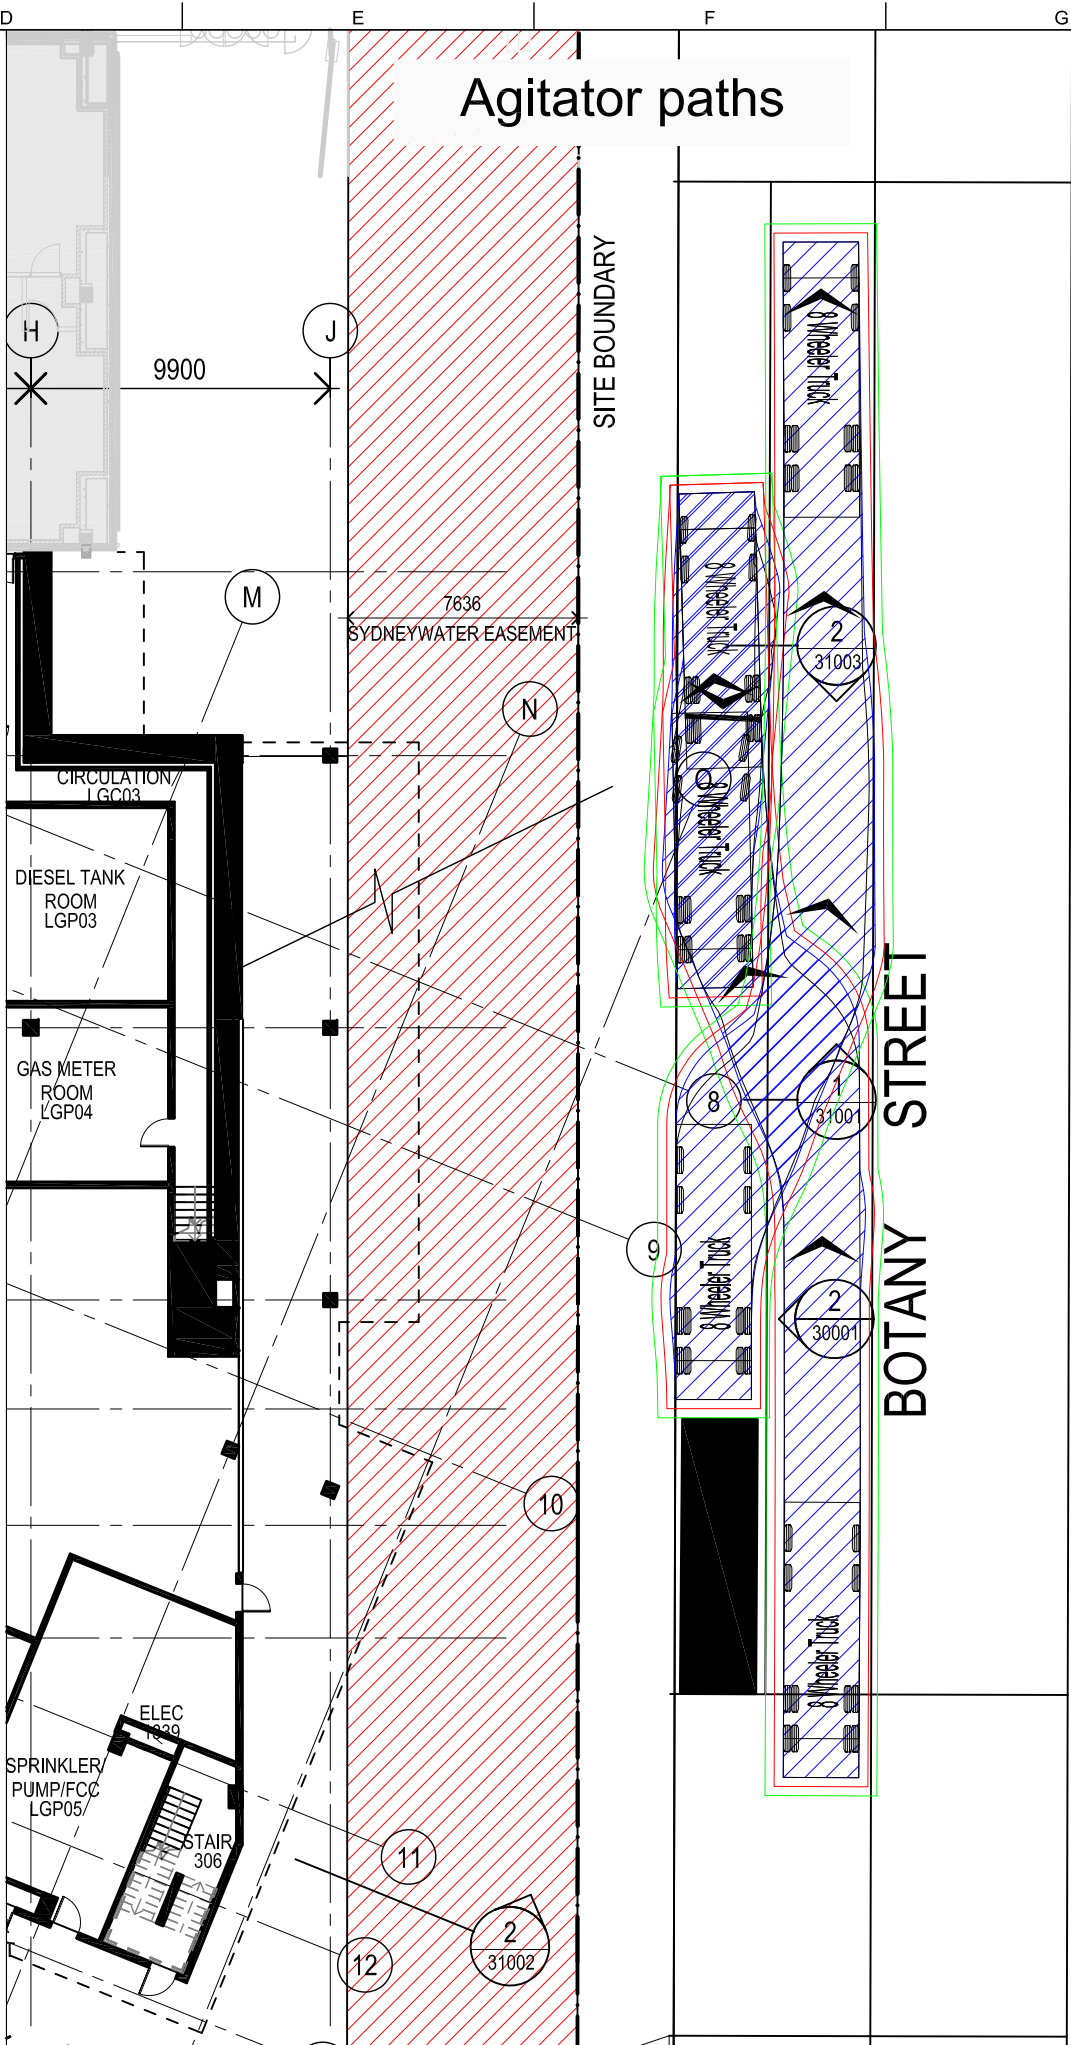 D
E
F
G
Agitator paths
SITE BOUNDARY
H
J
9900
8 Wheeler Truck
M
7636
SYDNEYWATER EASEMENT
8 Wheeler Truck
2
31003
N
O
8 Wheeler Truck
CIRCULATION
LGC03
DIESEL TANK
ROOM
LGP03
GAS METER
ROOM
LGP04
8
1
31001
BOTANY STREET
9
8 Wheeler Truck
2
30001
10
8 Wheeler Truck
ELEC
1339
SPRINKLER/
PUMP/FCC
LGP05
STAIR
306
11
12
2
31002